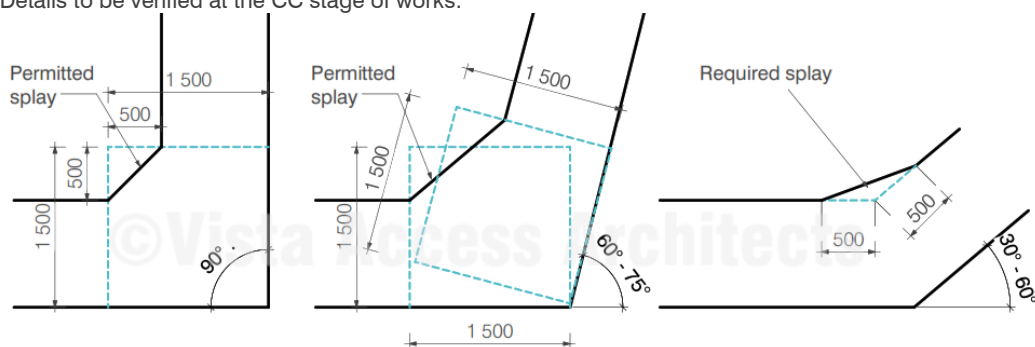 Details to be verified at the CC stage of works.
Permitted
splay
1 500
500
500
1 500
90°
Permitted
splay
1 500
1 500
1 500
60° - 75°
1 500
Required splay
500
500
30° - 60°
©Vista Access Architects